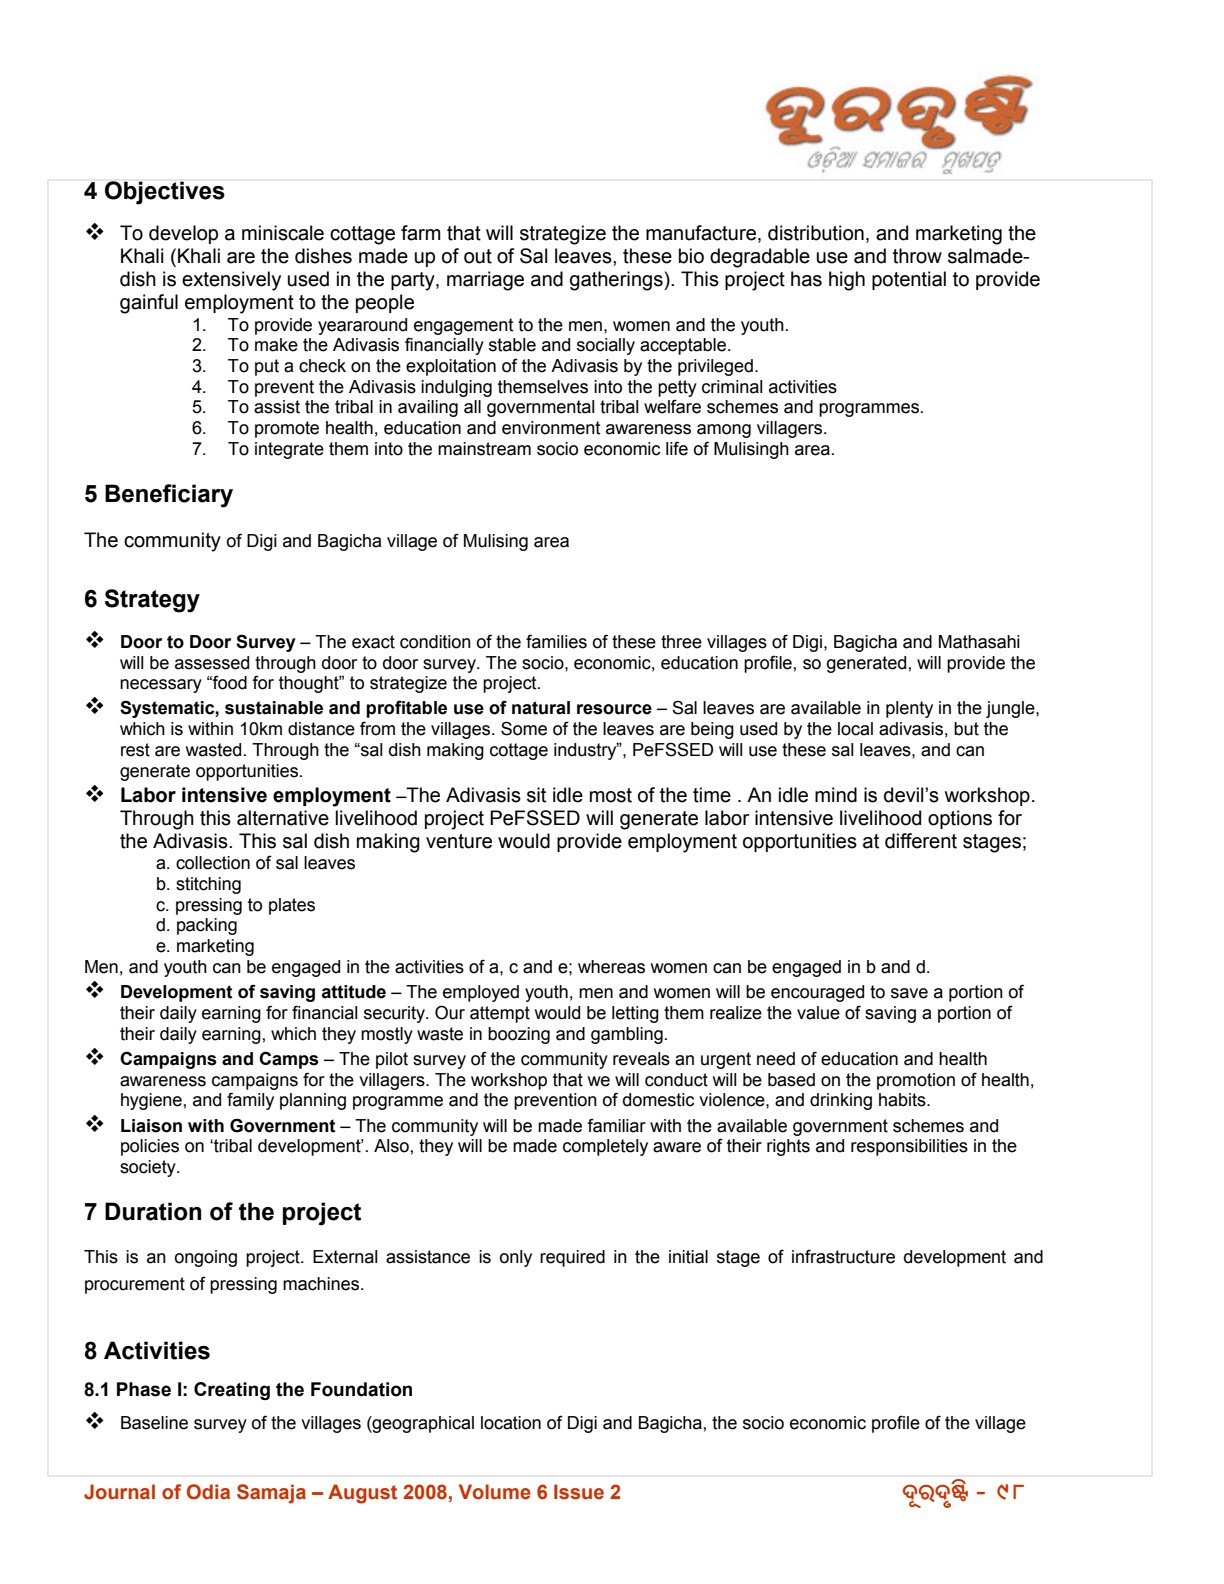 ଦୁରଦୃଷ୍ଟି
ଓଡ଼ିଆ ସମାଜର ମୁଖପତ୍ର
4 Objectives
❖ To develop a miniscale cottage farm that will strategize the manufacture, distribution, and marketing the
Khali (Khali are the dishes made up of out of Sal leaves, these bio degradable use and throw salmade-
dish is extensively used in the party, marriage and gatherings). This project has high potential to provide
gainful employment to the people
1. To provide yeararound engagement to the men, women and the youth.
2. To make the Adivasis financially stable and socially acceptable.
3. To put a check on the exploitation of the Adivasis by the privileged.
4. To prevent the Adivasis indulging themselves into the petty criminal activities
5. To assist the tribal in availing all governmental tribal welfare schemes and programmes.
6. To promote health, education and environment awareness among villagers.
7. To integrate them into the mainstream socio economic life of Mulisingh area.
5 Beneficiary
The community of Digi and Bagicha village of Mulising area
6 Strategy
❖ Door to Door Survey – The exact condition of the families of these three villages of Digi, Bagicha and Mathasahi
will be assessed through door to door survey. The socio, economic, education profile, so generated, will provide the
necessary “food for thought” to strategize the project.
❖ Systematic, sustainable and profitable use of natural resource – Sal leaves are available in plenty in the jungle,
which is within 10km distance from the villages. Some of the leaves are being used by the local adivasis, but the
rest are wasted. Through the “sal dish making cottage industry”, PeFSSED will use these sal leaves, and can
generate opportunities.
❖ Labor intensive employment –The Adivasis sit idle most of the time . An idle mind is devil’s workshop.
Through this alternative livelihood project PeFSSED will generate labor intensive livelihood options for
the Adivasis. This sal dish making venture would provide employment opportunities at different stages;
a. collection of sal leaves
b. stitching
c. pressing to plates
d. packing
e. marketing
Men, and youth can be engaged in the activities of a, c and e; whereas women can be engaged in b and d.
❖ Development of saving attitude – The employed youth, men and women will be encouraged to save a portion of
their daily earning for financial security. Our attempt would be letting them realize the value of saving a portion of
their daily earning, which they mostly waste in boozing and gambling.
❖ Campaigns and Camps – The pilot survey of the community reveals an urgent need of education and health
awareness campaigns for the villagers. The workshop that we will conduct will be based on the promotion of health,
hygiene, and family planning programme and the prevention of domestic violence, and drinking habits.
❖ Liaison with Government – The community will be made familiar with the available government schemes and
policies on ‘tribal development’. Also, they will be made completely aware of their rights and responsibilities in the
society.
7 Duration of the project
This is an ongoing project. External assistance is only required in the initial stage of infrastructure development and
procurement of pressing machines.
8 Activities
8.1 Phase I: Creating the Foundation
❖ Baseline survey of the villages (geographical location of Digi and Bagicha, the socio economic profile of the village
Journal of Odia Samaja – August 2008, Volume 6 Issue 2 ଦୂରଦୃଷ୍ଟି - ୯୮